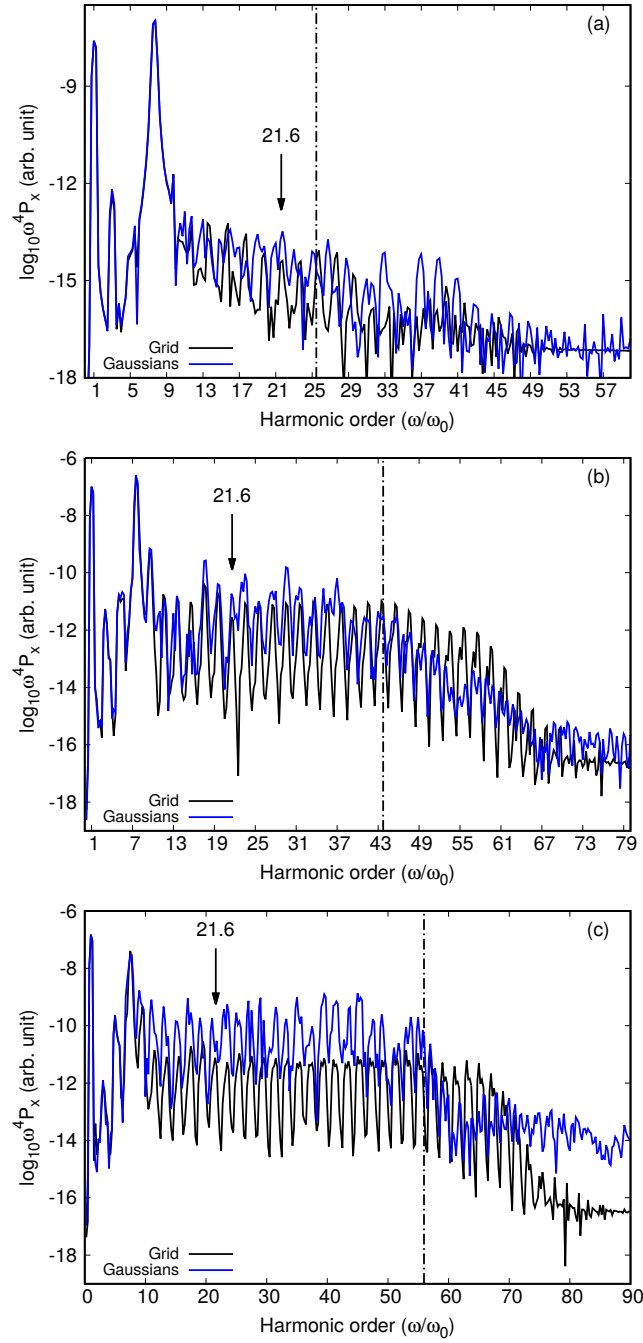 (a)
-9
21.6
-12
log10ω4Px (arb. unit)
-15
Grid
Gaussians
-18
1 5 9 13 17 21 25 29 33 37 41 45 49 53 57
Harmonic order (ω/ω0)
-6
(b)
21.6
-8
-10
log10ω4Px (arb. unit)
-12
-14
-16
Grid
-18
Gaussians
1 7 13 19 25 31 37 43 49 55 61 67 73 79
Harmonic order (ω/ω0)
-6
(c)
21.6
-8
-10
log10ω4Px (arb. unit)
-12
-14
-16
Grid
-18
Gaussians
0 10 20 30 40 50 60 70 80 90
Harmonic order (ω/ω0)